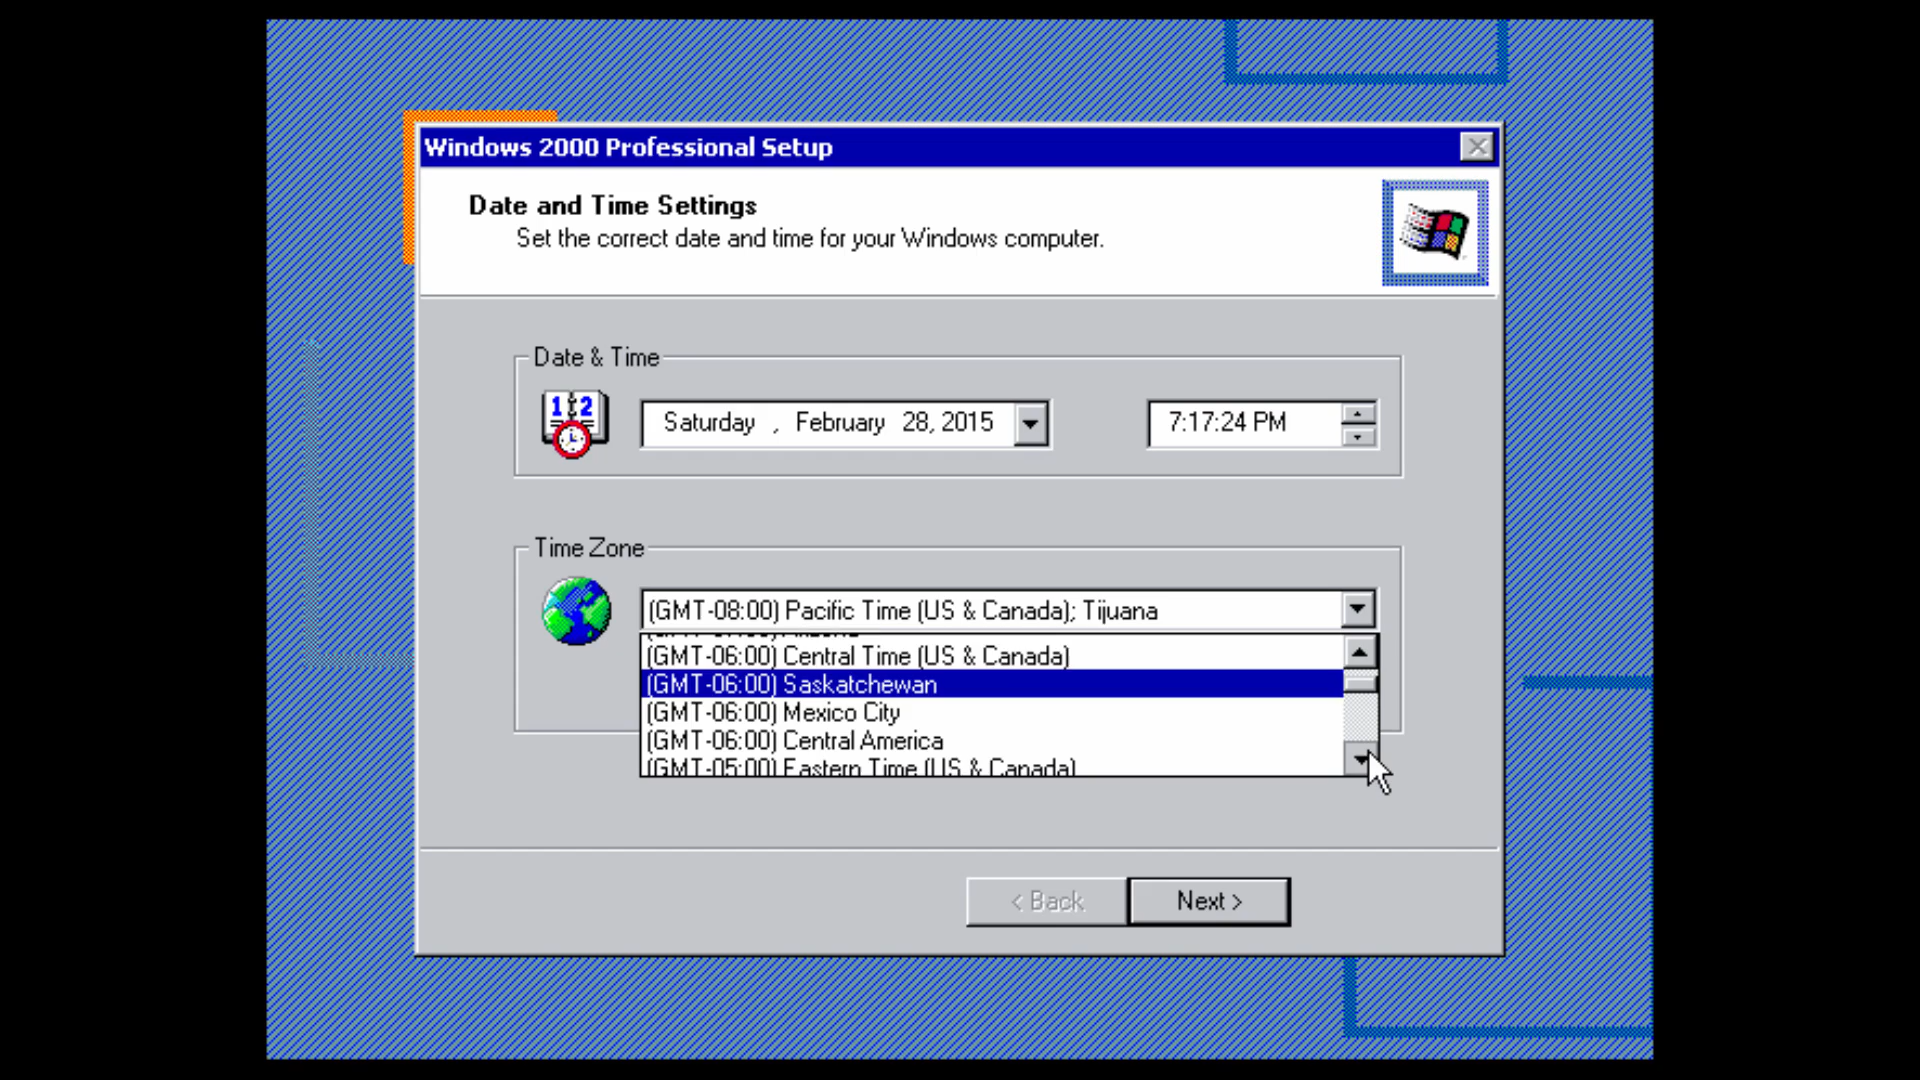 Windows 2000 Professional Setup
Date and Time Settings
Set the correct date and time for your Windows computer.
Date & Time
12
Saturday , February 28, 2015
7:17:24 PM
Time Zone
(GMT-08:00) Pacific Time (US & Canada); Tijuana
(GMT-06:00) Central Time (US & Canada)
(GMT-06:00) Saskatchewan
(GMT-06:00) Mexico City
(GMT-06:00) Central America
(GMT-05:00) Eastern Time (US & Canada)
< Back
Next >